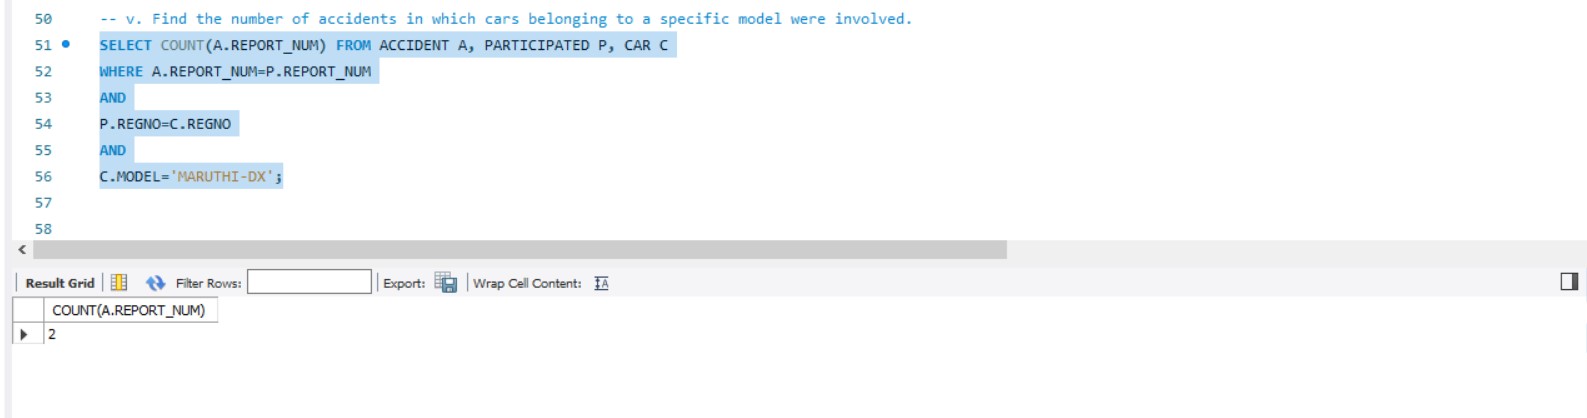 50 -- v. Find the number of accidents in which cars belonging to a specific model were involved.
51 SELECT COUNT(A.REPORT_NUM) FROM ACCIDENT A, PARTICIPATED P, CAR C
52 WHERE A.REPORT_NUM=P.REPORT_NUM
53 AND
54 P.REGNO=C.REGNO
55 AND
56 C.MODEL='MARUTHI-DX';
57
58
Result Grid Filter Rows: Export: Wrap Cell Content:
COUNT(A.REPORT_NUM)
2